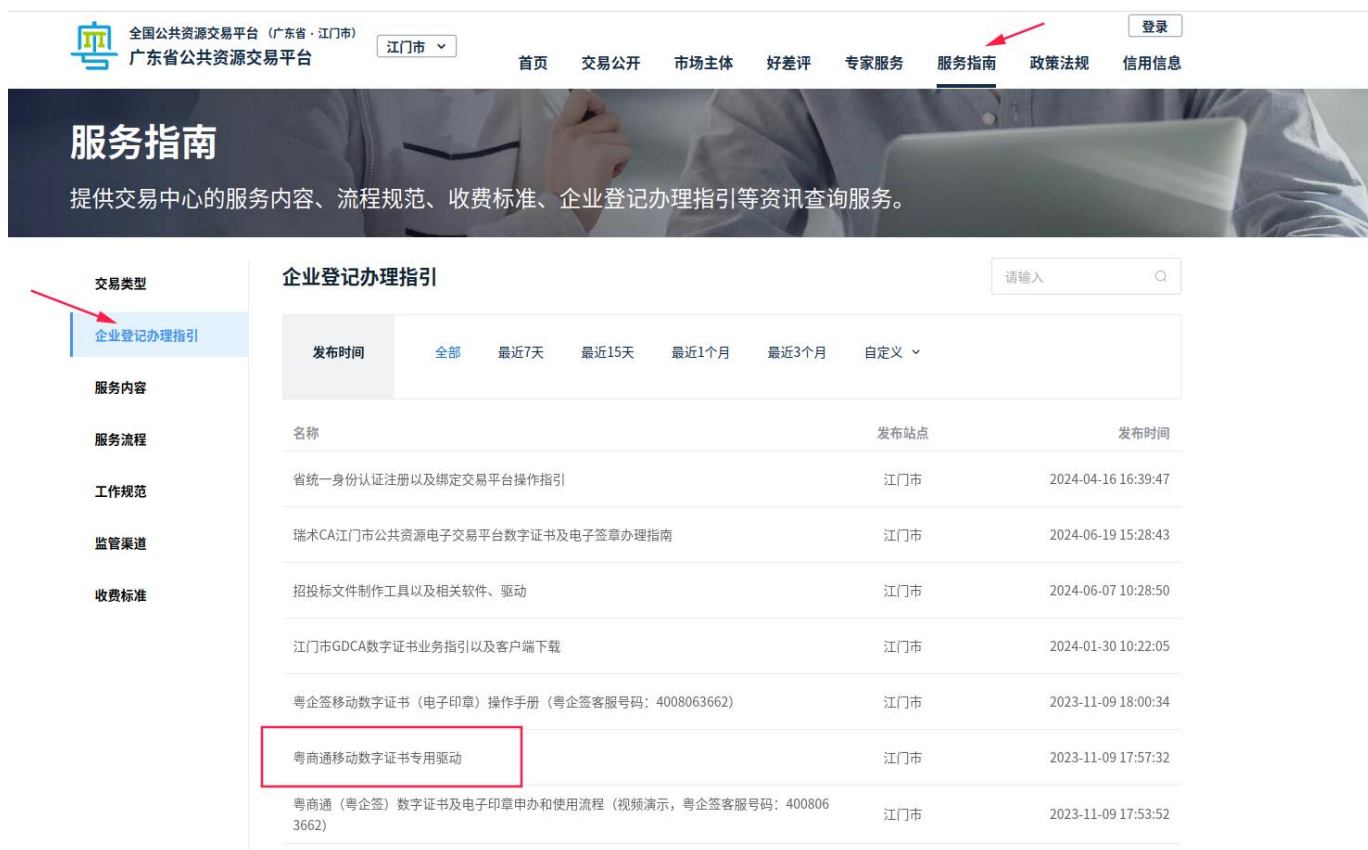 全国公共资源交易平台（广东省·江门市）
广东省公共资源交易平台
江门市
登录
首页 交易公开 市场主体 好差评 专家服务 服务指南 政策法规 信用信息
服务指南
提供交易中心的服务内容、流程规范、收费标准、企业登记办理指引等资讯查询服务。
交易类型
企业登记办理指引
服务内容
服务流程
工作规范
监管渠道
收费标准
企业登记办理指引
请输入
发布时间 全部 最近7天 最近15天 最近1个月 最近3个月 自定义
名称 发布站点 发布时间
省统一身份认证注册以及绑定交易平台操作指引 江门市 2024-04-16 16:39:47
瑞术CA江门市公共资源电子交易平台数字证书及电子签章办理指南 江门市 2024-06-19 15:28:43
招投标文件制作工具以及相关软件、驱动 江门市 2024-06-07 10:28:50
江门市GDCA数字证书业务指引以及客户端下载 江门市 2024-01-30 10:22:05
粤企签移动数字证书（电子印章）操作手册（粤企签客服号码：4008063662） 江门市 2023-11-09 18:00:34
粤商通移动数字证书专用驱动 江门市 2023-11-09 17:57:32
粤商通（粤企签）数字证书及电子印章申办和使用流程（视频演示，粤企签客服号码：400806
3662） 江门市 2023-11-09 17:53:52